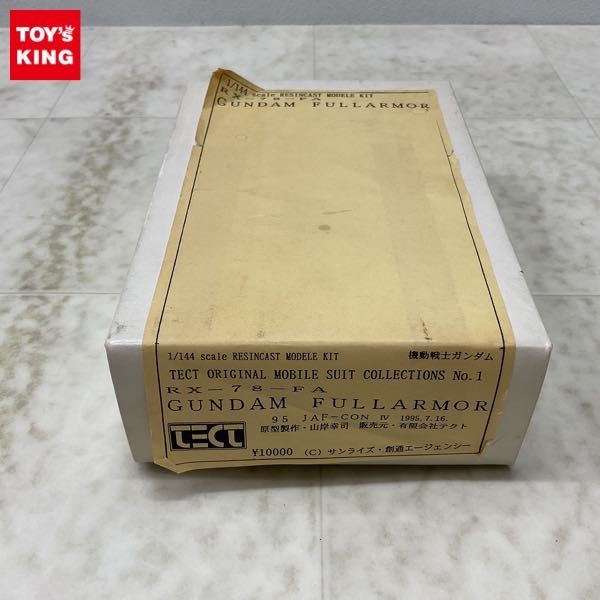 TOY's
KING
1/144 scale RESINCAST MODELE KIT
RX-78-FA
GUNDAM FULLARMOR
1/144 scale RESINCAST MODELE KIT 機動戦士ガンダム
TECT ORIGINAL MOBILE SUIT COLLECTIONS No.1
RX-78-FA
GUNDAM FULLARMOR
95 JAF-CON Ⅳ 1995.7.16.
原型製作・山岸幸司 販売元・有限会社テクト
TECT
¥10000 (C) サンライズ・創通エージェンシー